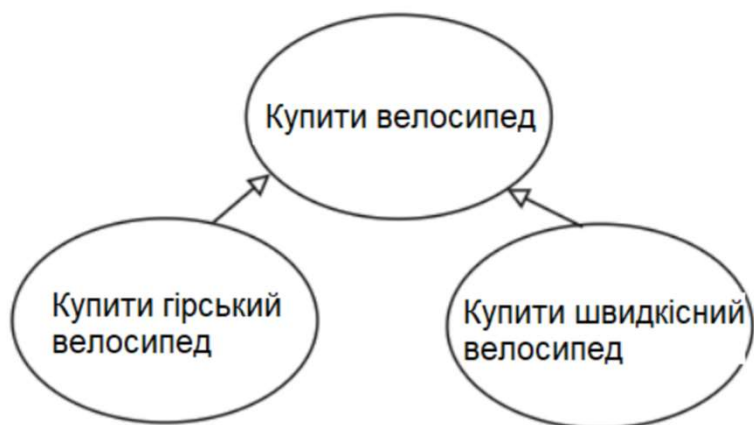 Купити велосипед
Купити гірський
велосипед
Купити швидкісний
велосипед